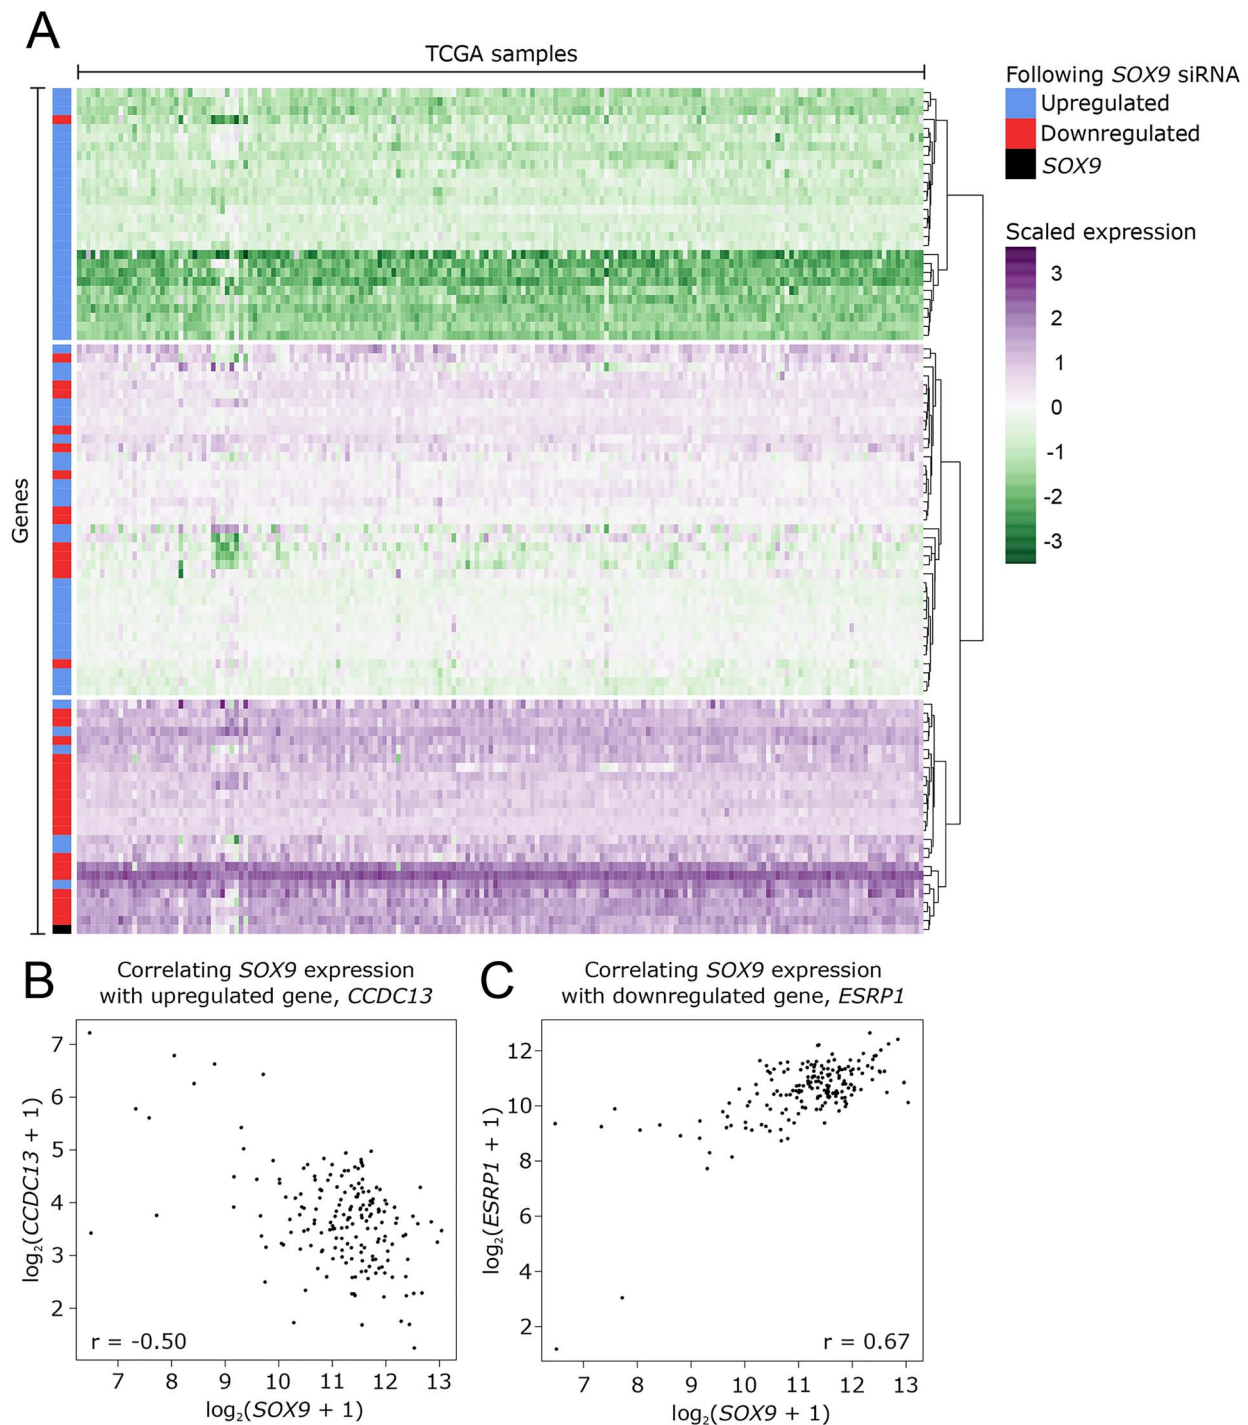 A
TCGA samples
Following SOX9 siRNA
Upregulated
Downregulated
SOX9
Scaled expression
3
2
1
0
-1
-2
-3
Genes
B
Correlating SOX9 expression
with upregulated gene, CCDC13
log₂(CCDC13 + 1)
7
6
5
4
3
2
r = -0.50
7 8 9 10 11 12 13
log₂(SOX9 + 1)
C
Correlating SOX9 expression
with downregulated gene, ESRP1
log₂(ESRP1 + 1)
12
10
8
6
4
2
r = 0.67
7 8 9 10 11 12 13
log₂(SOX9 + 1)